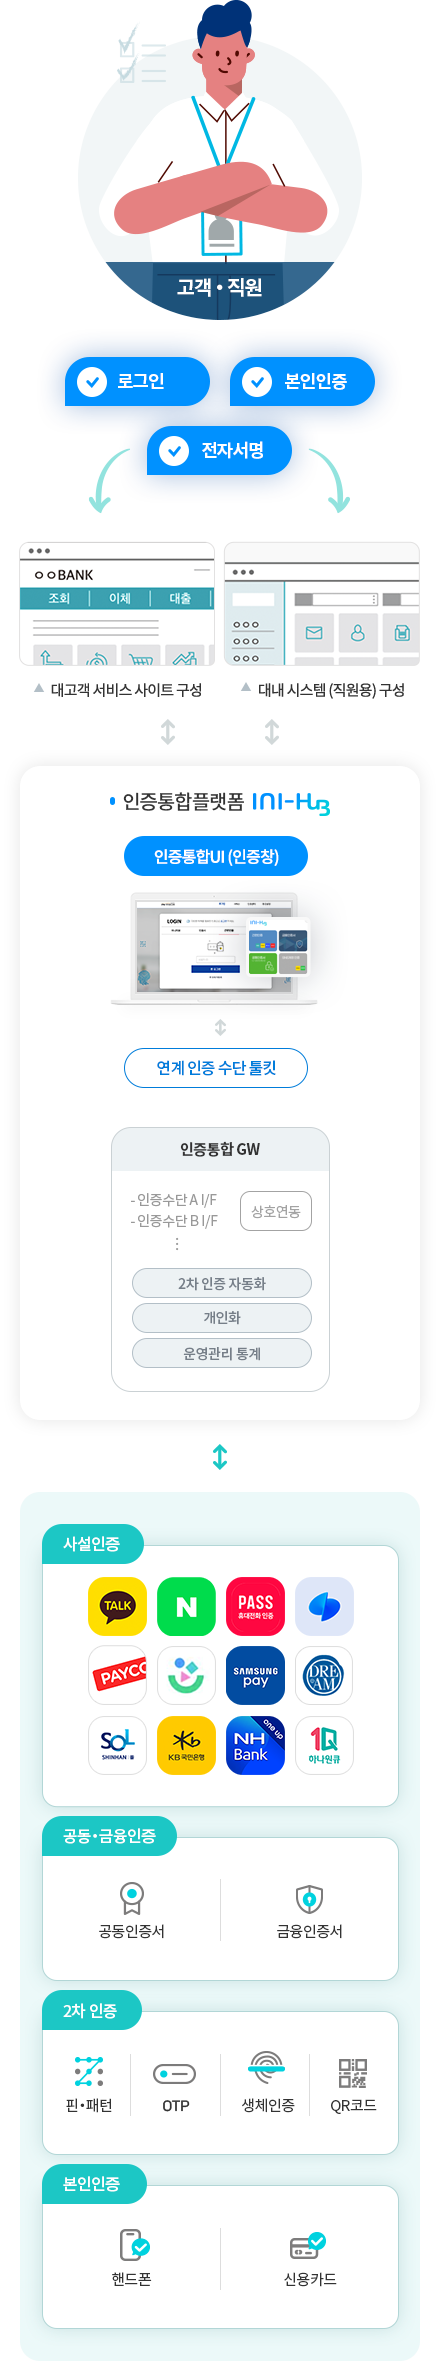 고객 • 직원
로그인
본인인증
전자서명
ㅇㅇBANK
조회 이체 대출
▲ 대고객 서비스 사이트 구성
▲ 대내 시스템 (직원용) 구성
• 인증통합플랫폼 INI-HUB
인증통합UI (인증창)
LOGIN
INI-HUB
연계 인증 수단 툴킷
인증통합 GW
- 인증수단 A I/F
- 인증수단 B I/F
⋮
상호연동
2차 인증 자동화
개인화
운영관리 통계
사설인증
TALK
N
PASS
휴대전화 인증
PAYCO
SAMSUNG
pay
DREAM
SOL
SHINHAN
KB 국민은행
NH
Bank
one up
1Q
하나원큐
공동•금융인증
공동인증서
금융인증서
2차 인증
핀•패턴
OTP
생체인증
QR코드
본인인증
핸드폰
신용카드